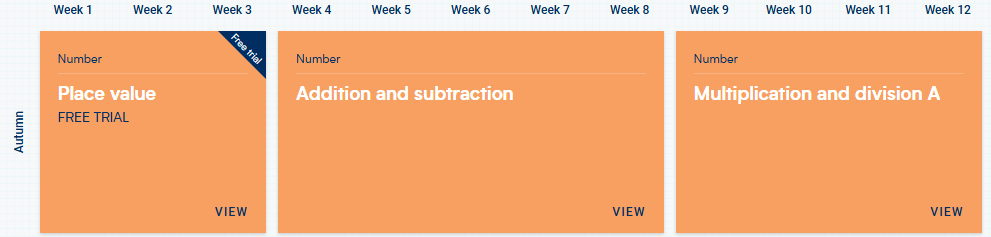 Week 1 Week 2 Week 3 Week 4 Week 5 Week 6 Week 7 Week 8 Week 9 Week 10 Week 11 Week 12
Autumn
Number
Free trial
Place value
FREE TRIAL
VIEW
Number
Addition and subtraction
VIEW
Number
Multiplication and division A
VIEW